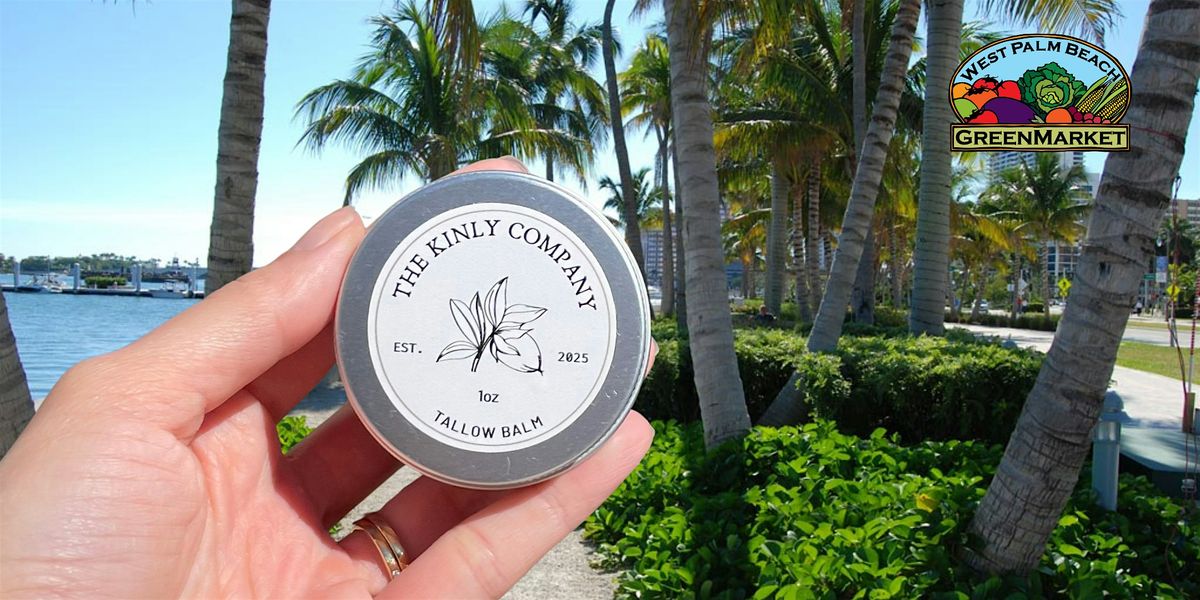 THE KINLY COMPANY
EST. 2025
1oz
TALLOW BALM
WEST PALM BEACH
GREENMARKET